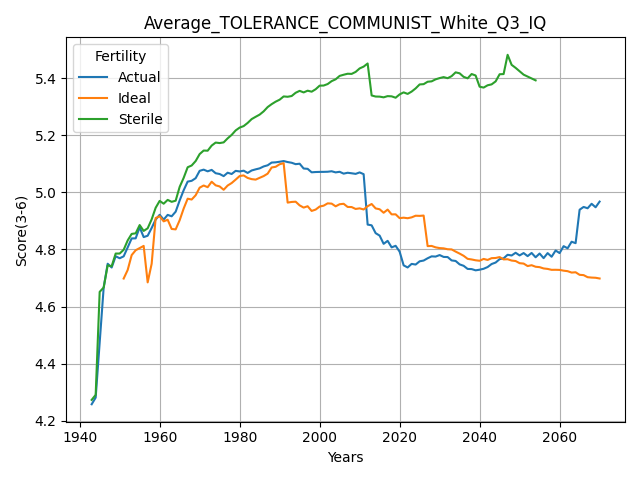 Average_TOLERANCE_COMMUNIST_White_Q3_IQ
Fertility
Actual
Ideal
Sterile
Score(3-6)
5.4
5.2
5.0
4.8
4.6
4.4
4.2
1940 1960 1980 2000 2020 2040 2060
Years